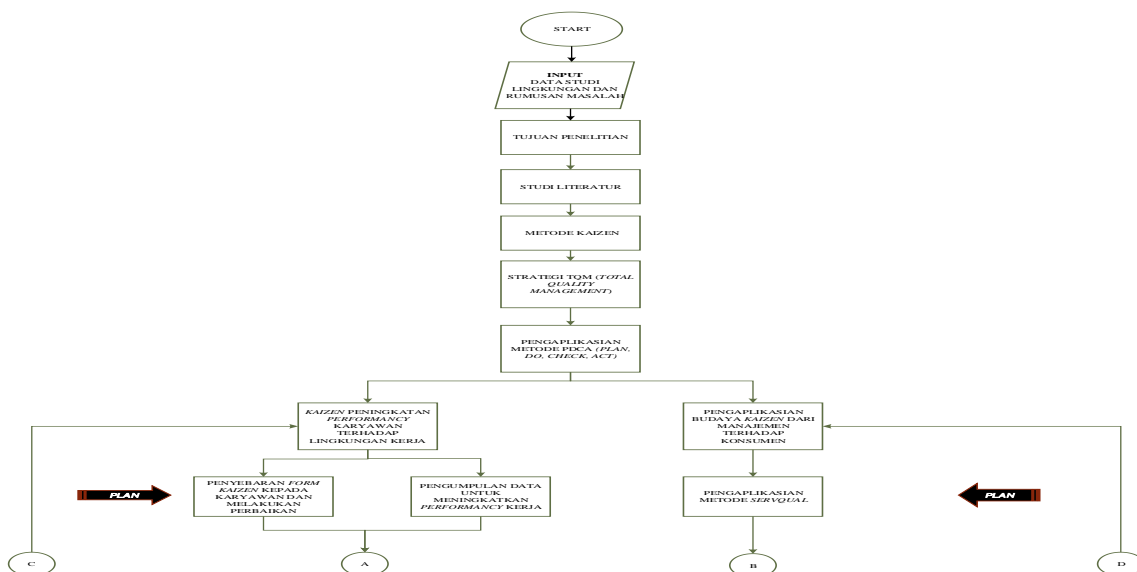 START
INPUT
DATA STUDI
LINGKUNGAN DAN
RUMUSAN MASALAH
TUJUAN PENELITIAN
STUDI LITERATUR
METODE KAIZEN
STRATEGI TQM (TOTAL
QUALITY
MANAGEMENT)
PENGAPLIKASIAN
METODE PDCA (PLAN,
DO, CHECK, ACT)
KAIZEN PENINGKATAN
PERFORMANCY
KARYAWAN
TERHADAP
LINGKUNGAN KERJA
PENGAPLIKASIAN
BUDAYA KAIZEN DARI
MANAJEMEN
TERHADAP
KONSUMEN
PLAN
PENYEBARAN FORM
KAIZEN KEPADA
KARYAWAN DAN
MELAKUKAN
PERBAIKAN
PENGUMPULAN DATA
UNTUK
MENINGKATKAN
PERFORMANCY KERJA
PENGAPLIKASIAN
METODE SERVQUAL
PLAN
C
A
B
D